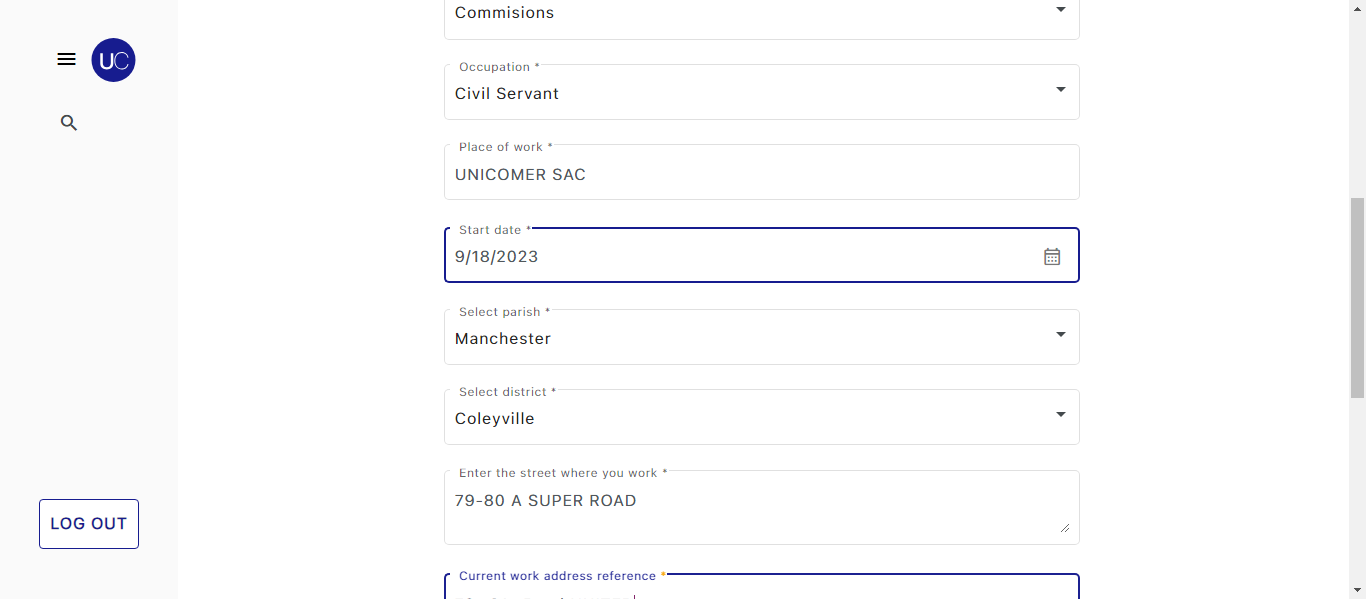 Commisions
UC
Occupation *
Civil Servant
Place of work *
UNICOMER SAC
Start date *
9/18/2023
Select parish *
Manchester
Select district *
Coleyville
Enter the street where you work *
79-80 A SUPER ROAD
LOG OUT
Current work address reference *